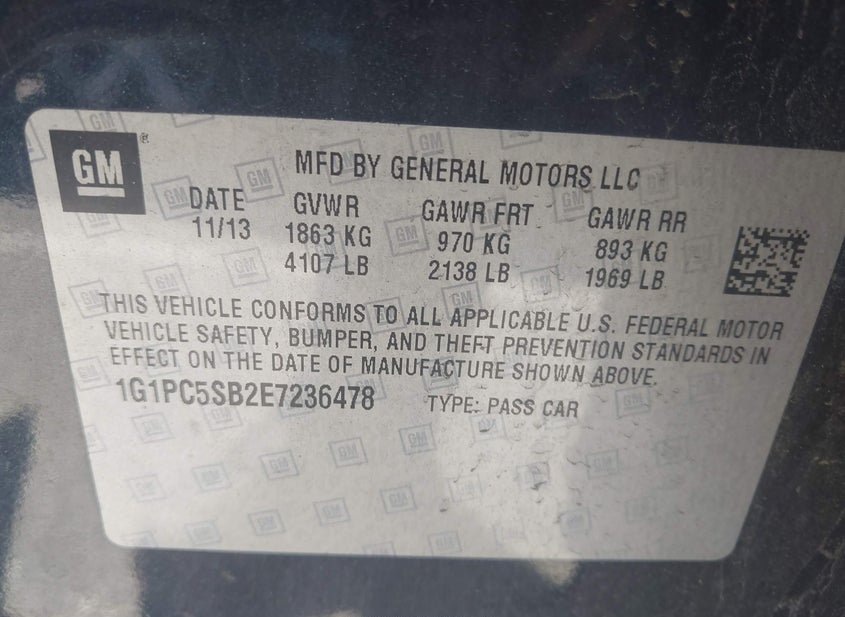 GM
MFD BY GENERAL MOTORS LLC
DATE GVWR GAWR FRT GAWR RR
11/13 1863 KG 970 KG 893 KG
4107 LB 2138 LB 1969 LB
THIS VEHICLE CONFORMS TO ALL APPLICABLE U.S. FEDERAL MOTOR
VEHICLE SAFETY, BUMPER, AND THEFT PREVENTION STANDARDS IN
EFFECT ON THE DATE OF MANUFACTURE SHOWN ABOVE.
1G1PC5SB2E7236478 TYPE: PASS CAR